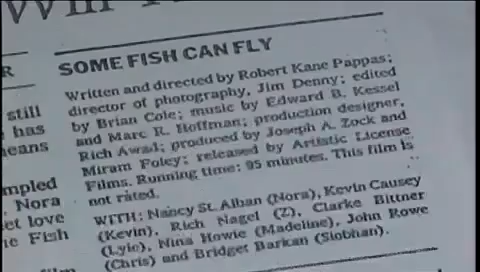 SOME FISH CAN FLY
Written and directed by Robert Kane Pappas;
director of photography, Jim Denny; edited
by Brian Cole; music by Edward B. Kessel
and Marc R. Hoffman; production designer,
Rich Awad; produced by Joseph A. Zock and
Miram Foley; released by Artistic License
Films. Running time: 95 minutes. This film is
not rated.
WITH: Nancy St. Alban (Nora), Kevin Causey
(Kevin), Rich Nagel (Z), Clarke Bittner
(Lyle), Nina Howie (Madeline), John Rowe
(Chris) and Bridget Barkan (Siobhan).
R
still
has
eans
mpled
Nora
et love
e Fish
film